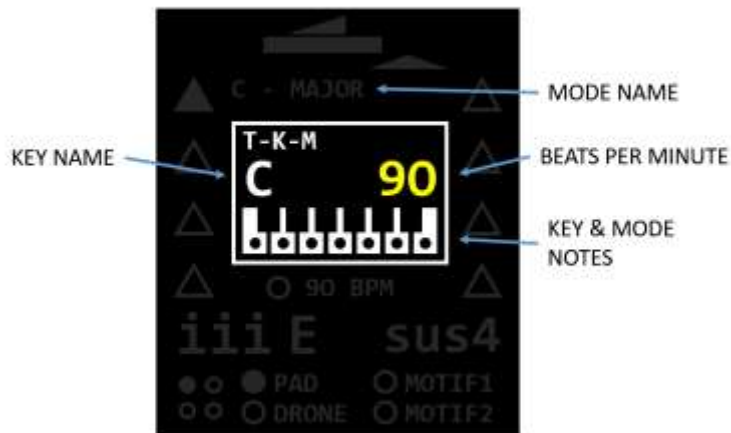 C - MAJOR
MODE NAME
T-K-M
KEY NAME
C 90
BEATS PER MINUTE
KEY & MODE
NOTES
90 BPM
iii E sus4
PAD MOTIF1
DRONE MOTIF2